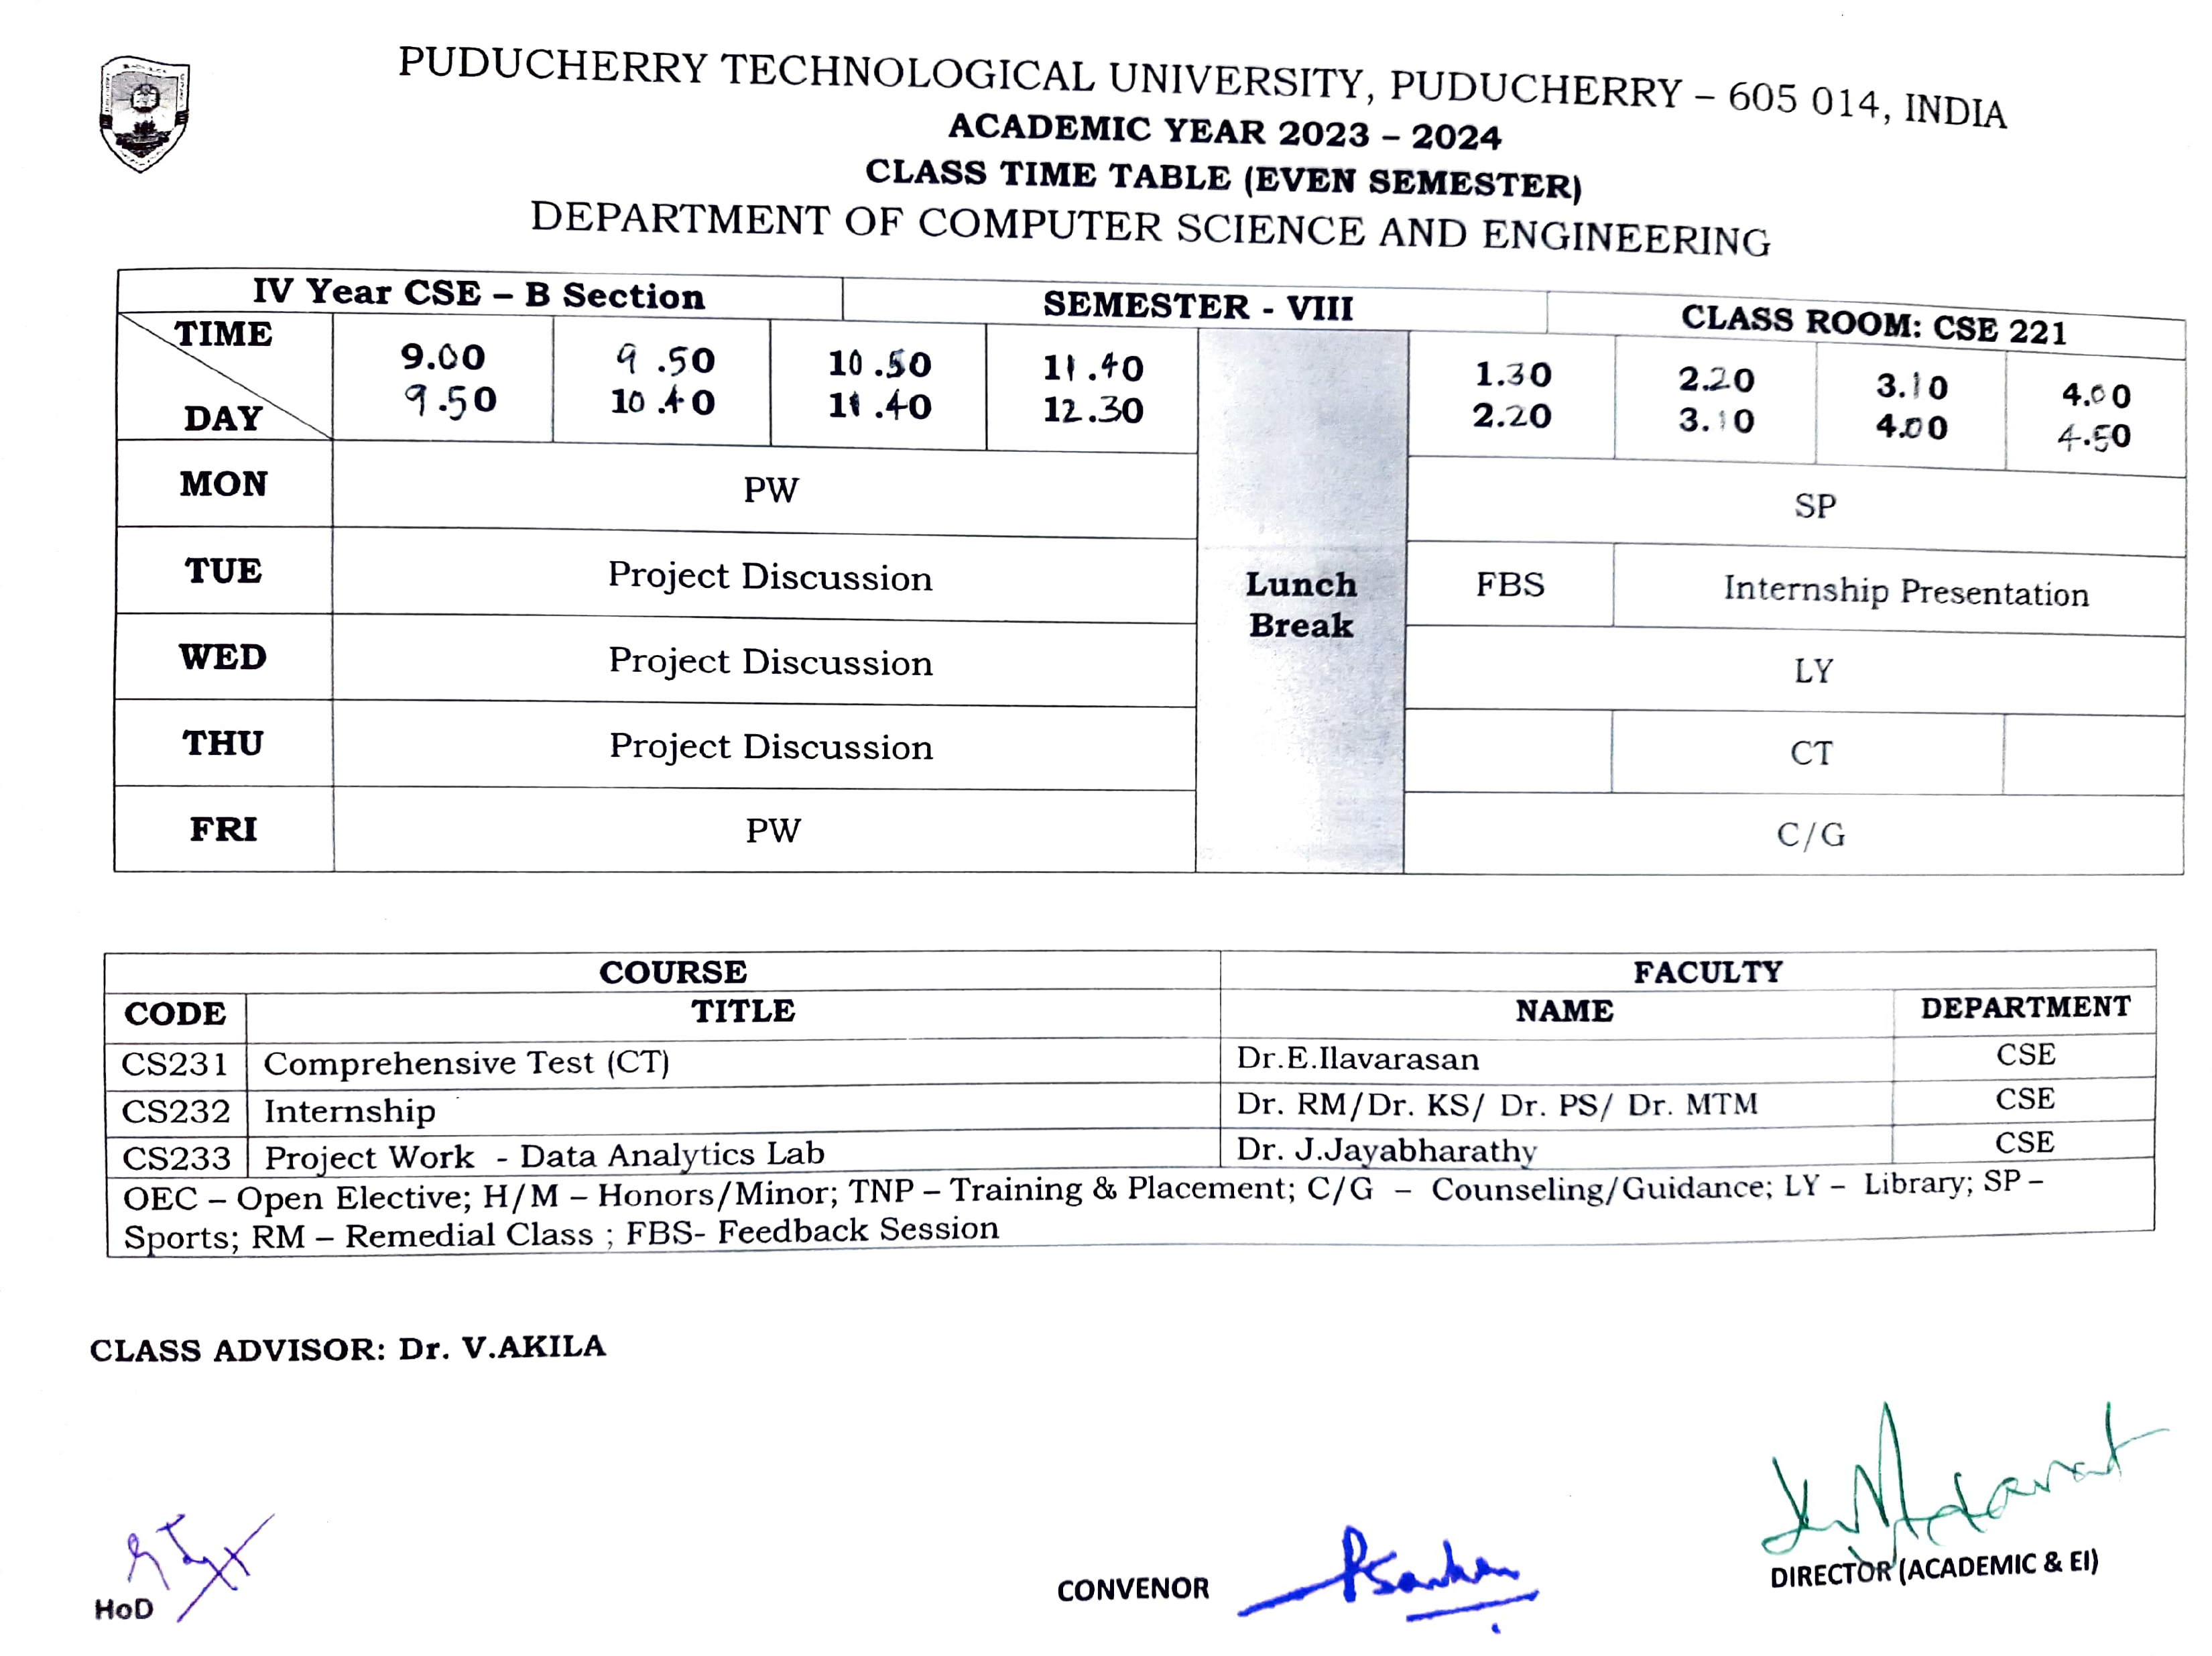 PUDUCHERRY TECHNOLOGICAL UNIVERSITY, PUDUCHERRY – 605 014, INDIA
ACADEMIC YEAR 2023 – 2024
CLASS TIME TABLE (EVEN SEMESTER)
DEPARTMENT OF COMPUTER SCIENCE AND ENGINEERING
IV Year CSE – B Section SEMESTER - VIII CLASS ROOM: CSE 221
TIME 9.00 9.50 10.50 11.40 1.30 2.20 3.10 4.00
DAY 9.50 10.40 11.40 12.30 2.20 3.10 4.00 4.50
MON PW SP
TUE Project Discussion FBS Internship Presentation
Lunch
Break
WED Project Discussion LY
THU Project Discussion CT
FRI PW C/G
COURSE FACULTY
CODE TITLE NAME DEPARTMENT
CS231 Comprehensive Test (CT) Dr.E.Ilavarasan CSE
CS232 Internship Dr. RM/Dr. KS/ Dr. PS/ Dr. MTM CSE
CS233 Project Work - Data Analytics Lab Dr. J.Jayabharathy CSE
OEC – Open Elective; H/M – Honors/Minor; TNP – Training & Placement; C/G – Counseling/Guidance; LY – Library; SP –
Sports; RM – Remedial Class ; FBS- Feedback Session
CLASS ADVISOR: Dr. V.AKILA
HoD
CONVENOR
DIRECTOR (ACADEMIC & EI)